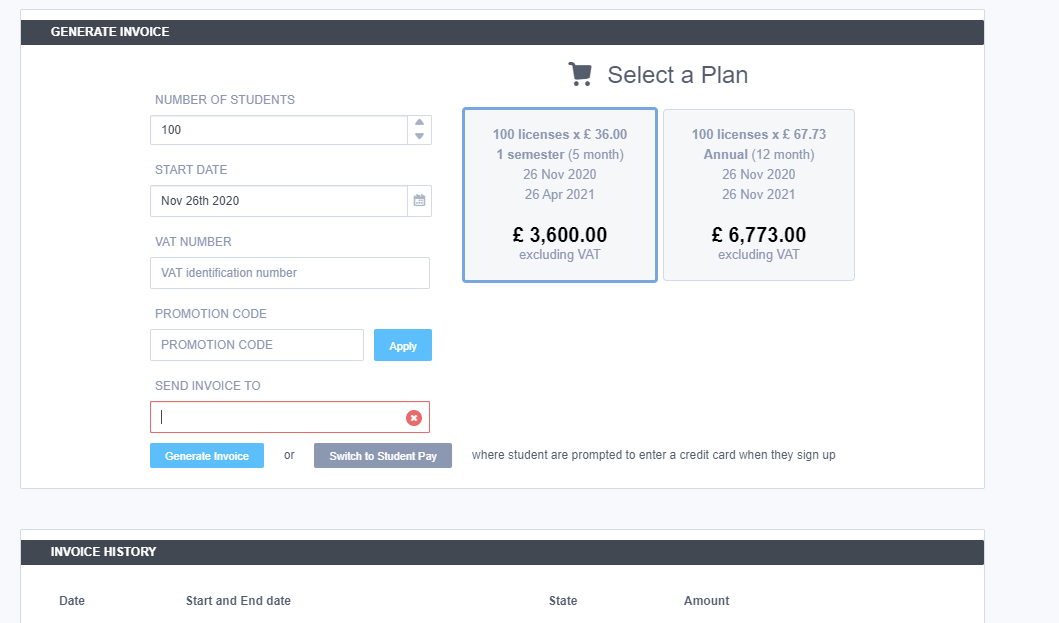 GENERATE INVOICE
Select a Plan
NUMBER OF STUDENTS
100
START DATE
Nov 26th 2020
VAT NUMBER
VAT identification number
PROMOTION CODE
PROMOTION CODE
Apply
SEND INVOICE TO
100 licenses x £ 36.00
1 semester (5 month)
26 Nov 2020
26 Apr 2021
£ 3,600.00
excluding VAT
100 licenses x £ 67.73
Annual (12 month)
26 Nov 2020
26 Nov 2021
£ 6,773.00
excluding VAT
Generate Invoice or Switch to Student Pay where student are prompted to enter a credit card when they sign up
INVOICE HISTORY
Date Start and End date State Amount